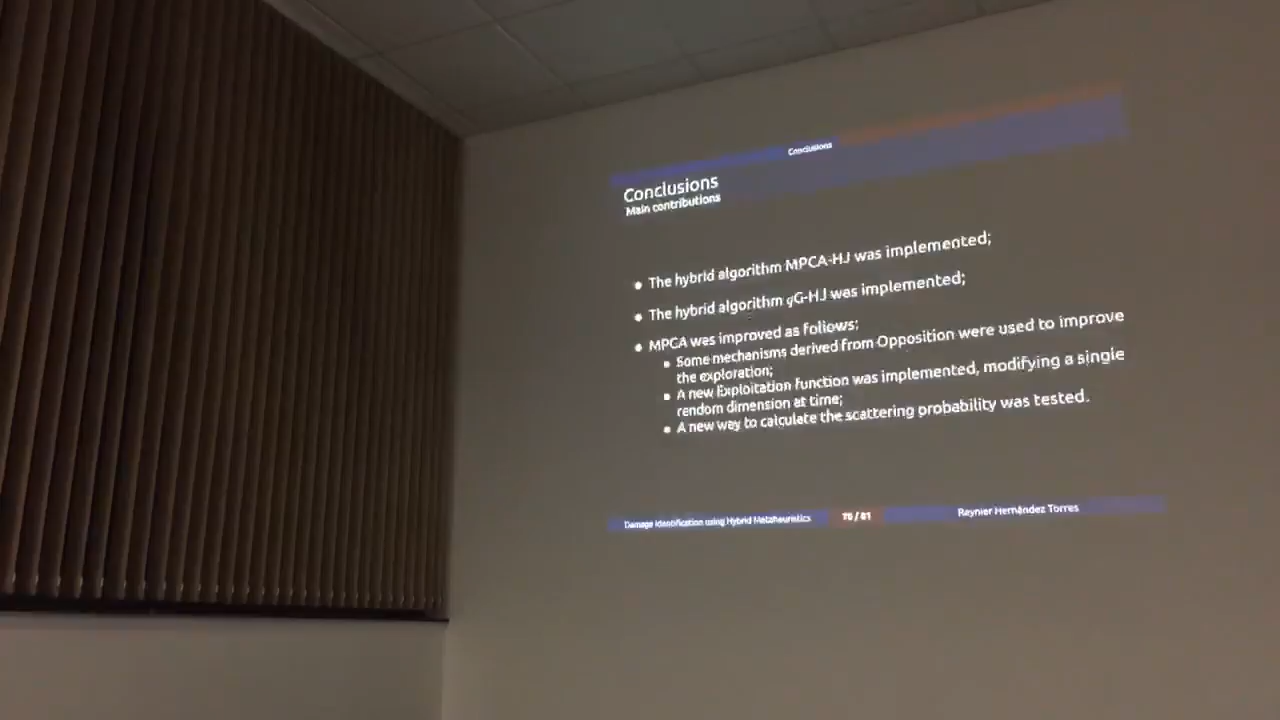 Conclusions
Conclusions
Main contributions
The hybrid algorithm MPCA-HJ was implemented;
The hybrid algorithm qG-HJ was implemented;
MPCA was improved as follows:
Some mechanisms derived from Opposition were used to improve
the exploration;
A new Exploitation function was implemented, modifying a single
random dimension at time;
A new way to calculate the scattering probability was tested.
Damage Identification using Hybrid Metaheuristics
/ 81
Reynier Hernández Torres